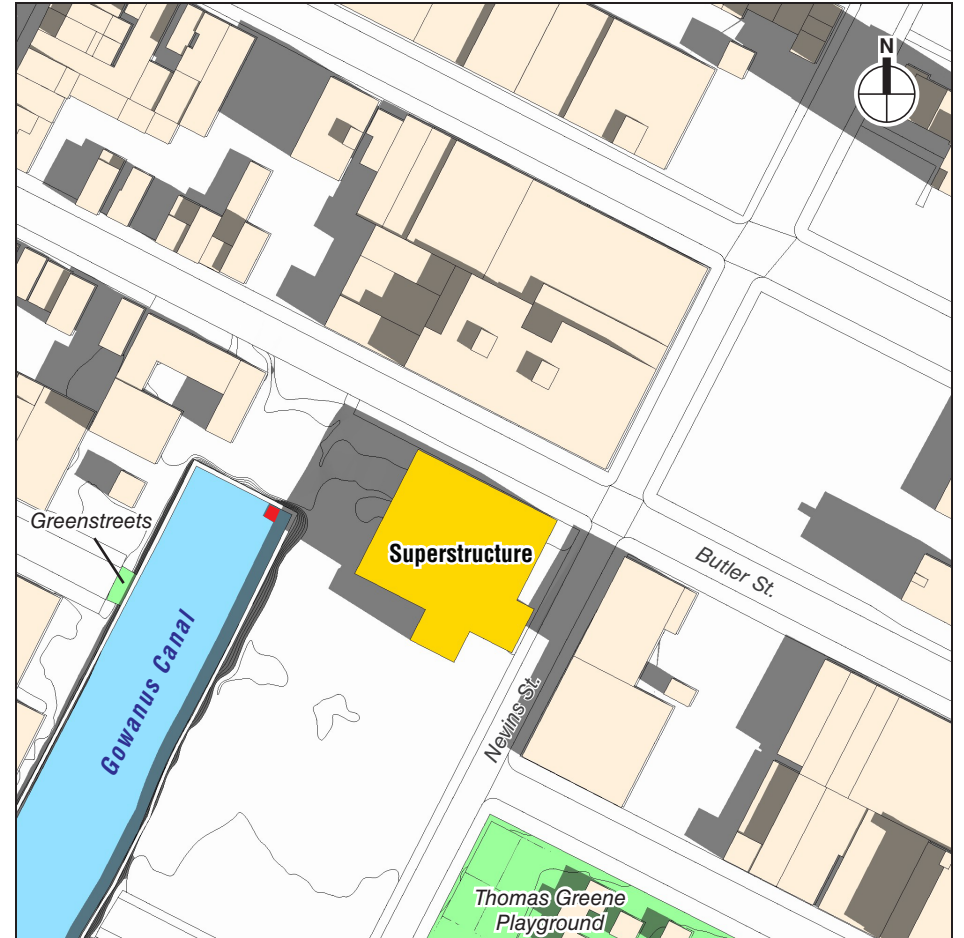 N
Greenstreets
Superstructure
Butler St.
Gowanus Canal
Nevins St.
Thomas Greene
Playground